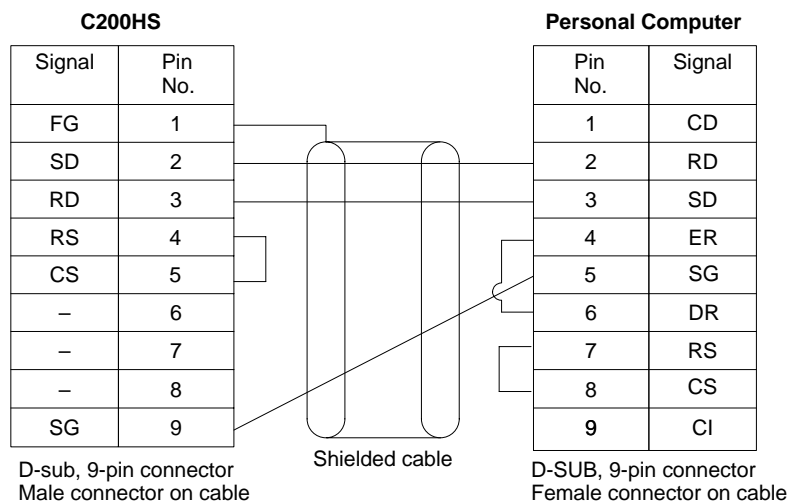 C200HS
Personal Computer
Signal Pin No.
FG 1
SD 2
RD 3
RS 4
CS 5
– 6
– 7
– 8
SG 9
D-sub, 9-pin connector
Male connector on cable
Shielded cable
Pin No. Signal
1 CD
2 RD
3 SD
4 ER
5 SG
6 DR
7 RS
8 CS
9 CI
D-SUB, 9-pin connector
Female connector on cable